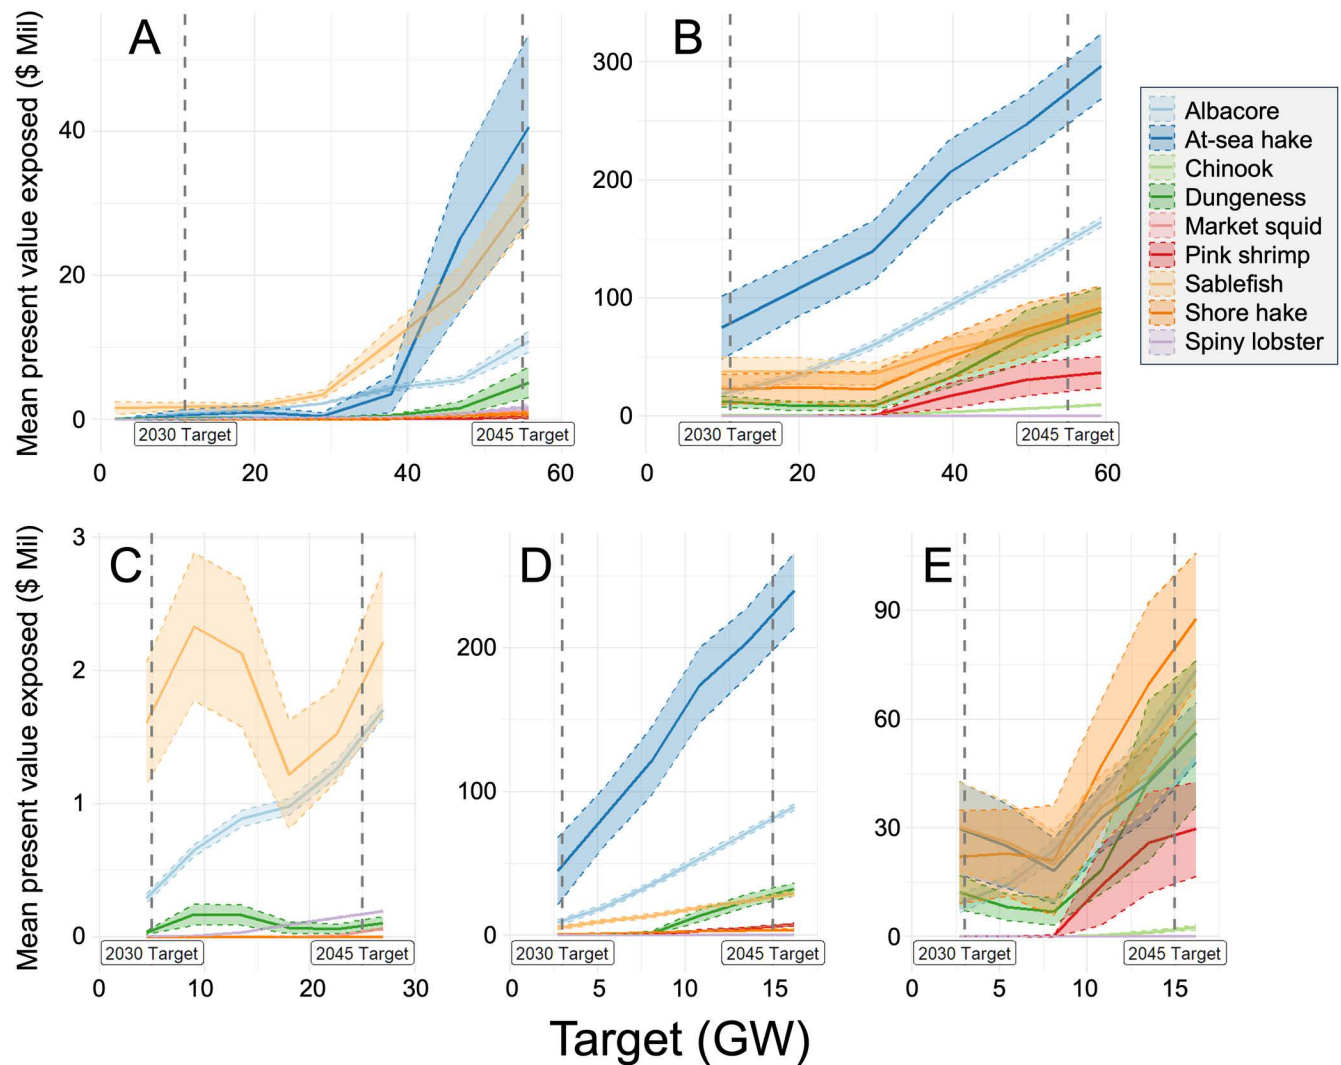 Mean present value exposed ($ Mil)
A
40
20
0
2030 Target
2045 Target
0 20 40 60
B
300
200
100
0
2030 Target
2045 Target
0 20 40 60
Albacore
At-sea hake
Chinook
Dungeness
Market squid
Pink shrimp
Sablefish
Shore hake
Spiny lobster
Mean present value exposed ($ Mil)
C
3
2
1
0
2030 Target
2045 Target
0 10 20 30
D
200
100
0
2030 Target
2045 Target
0 5 10 15
E
90
60
30
0
2030 Target
2045 Target
0 5 10 15
Target (GW)